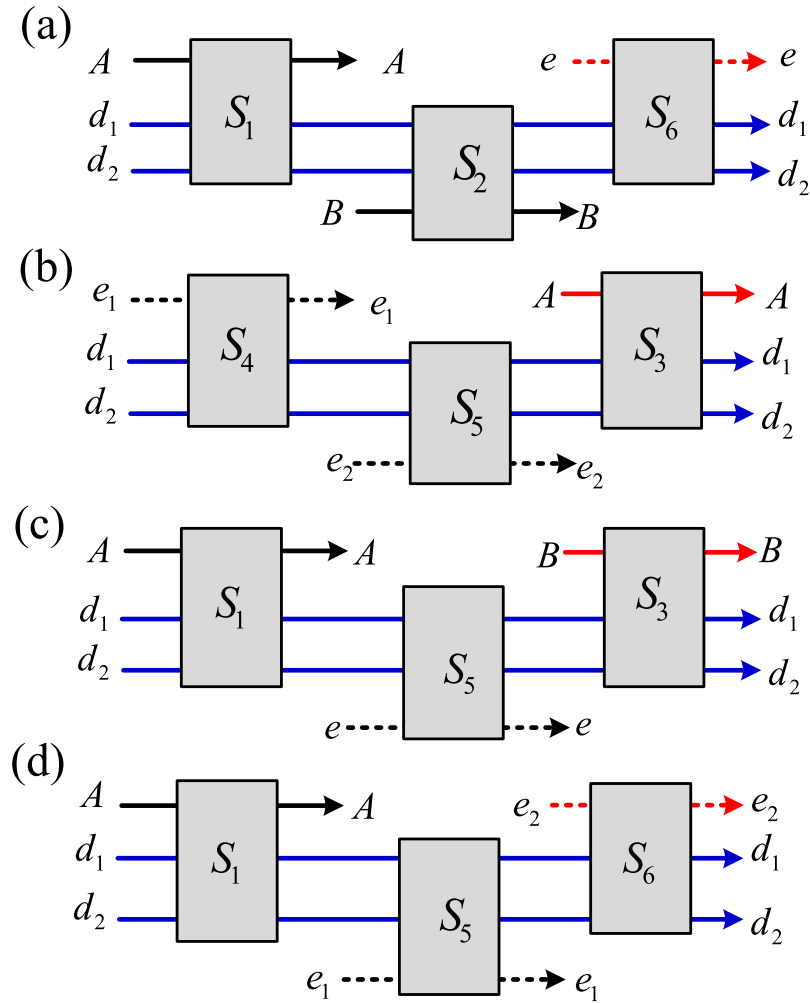 (a)
A S₁ A e S₆ e
d₁ S₂ d₁
d₂ d₂
B B
(b)
e₁ S₄ e₁ A S₃ A
d₁ S₅ d₁
d₂ d₂
e₂ e₂
(c)
A S₁ A B S₃ B
d₁ S₅ d₁
d₂ d₂
e e
(d)
A S₁ A e₂ S₆ e₂
d₁ S₅ d₁
d₂ d₂
e₁ e₁